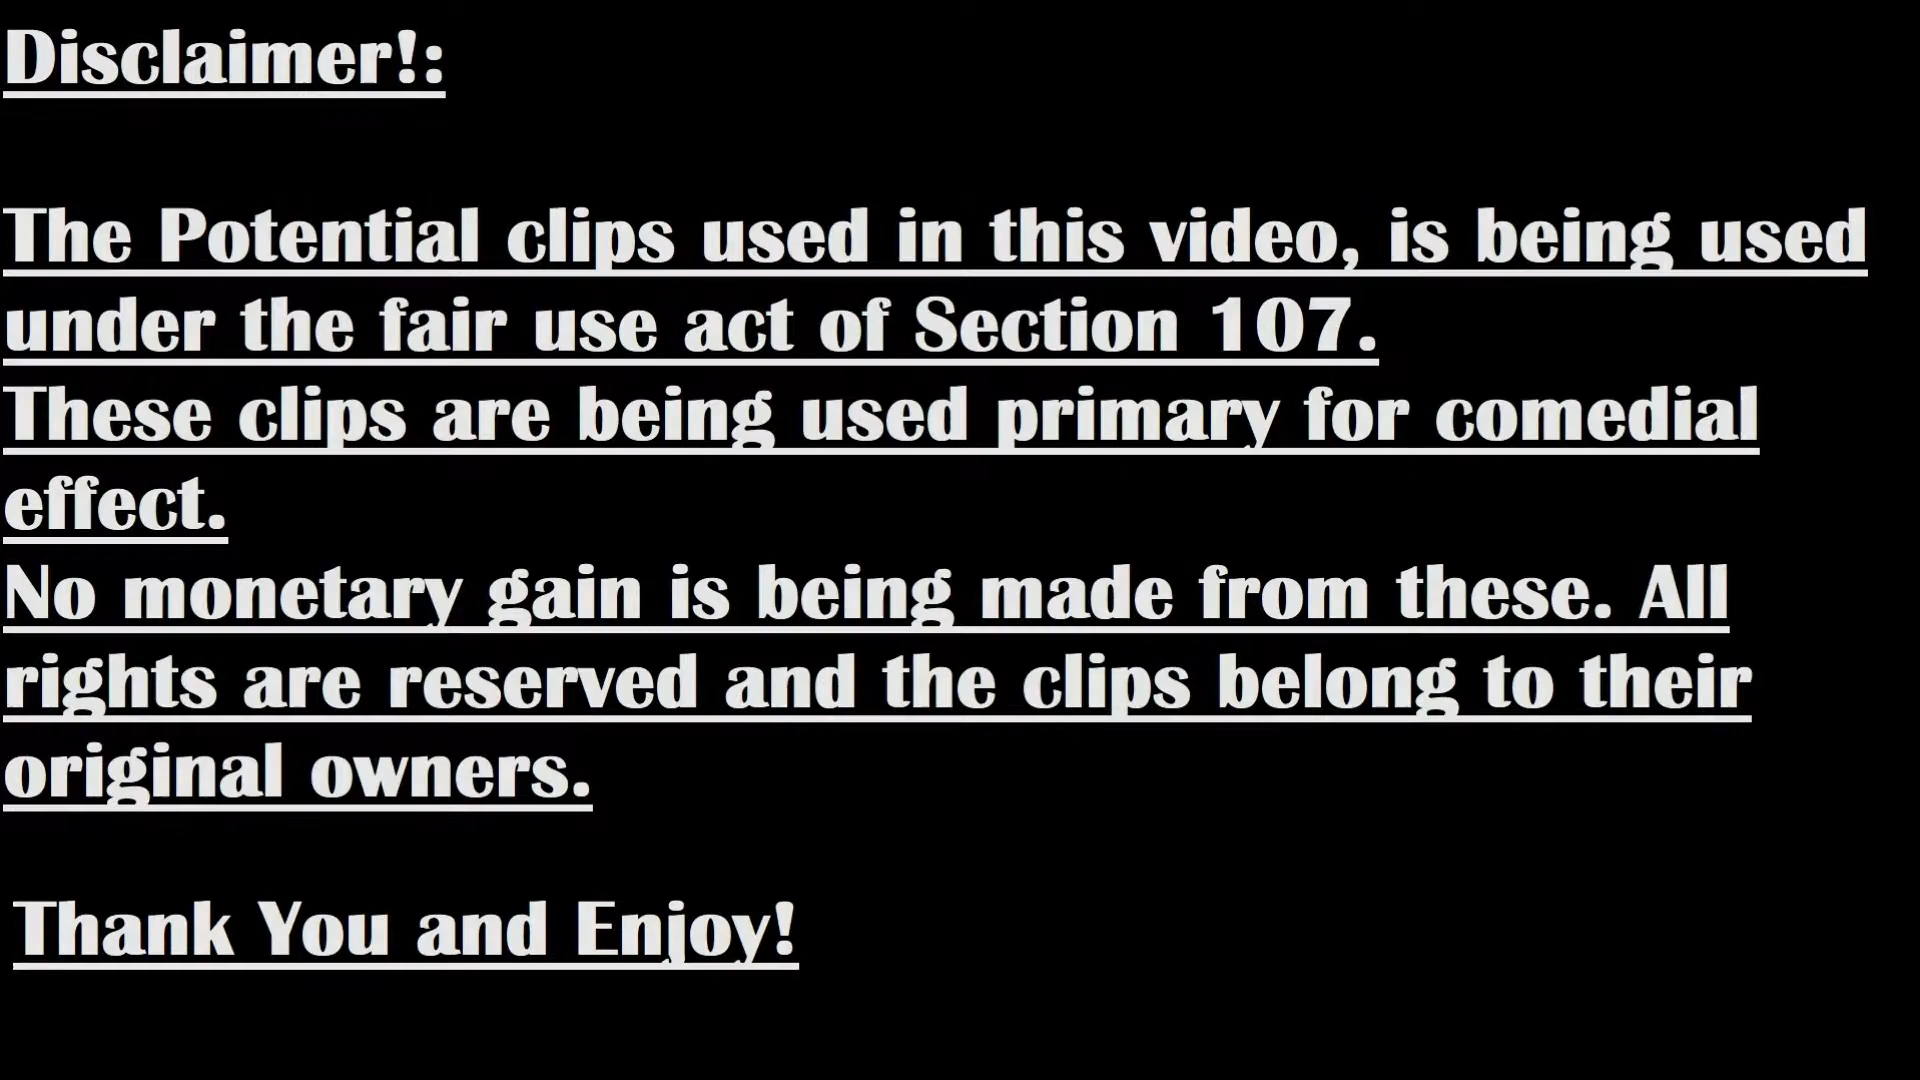 Disclaimer!:
The Potential clips used in this video, is being used
under the fair use act of Section 107.
These clips are being used primary for comedial
effect.
No monetary gain is being made from these. All
rights are reserved and the clips belong to their
original owners.
Thank You and Enjoy!